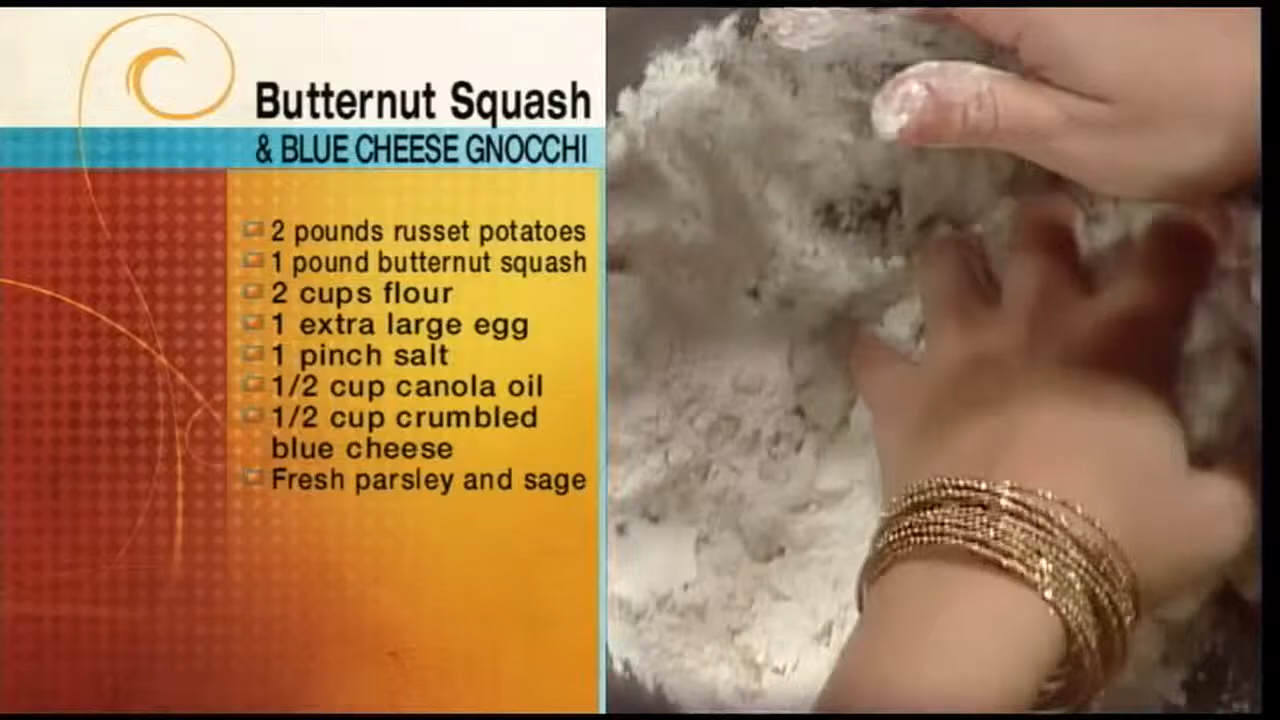 Butternut Squash
& BLUE CHEESE GNOCCHI
2 pounds russet potatoes
1 pound butternut squash
2 cups flour
1 extra large egg
1 pinch salt
1/2 cup canola oil
1/2 cup crumbled
blue cheese
Fresh parsley and sage